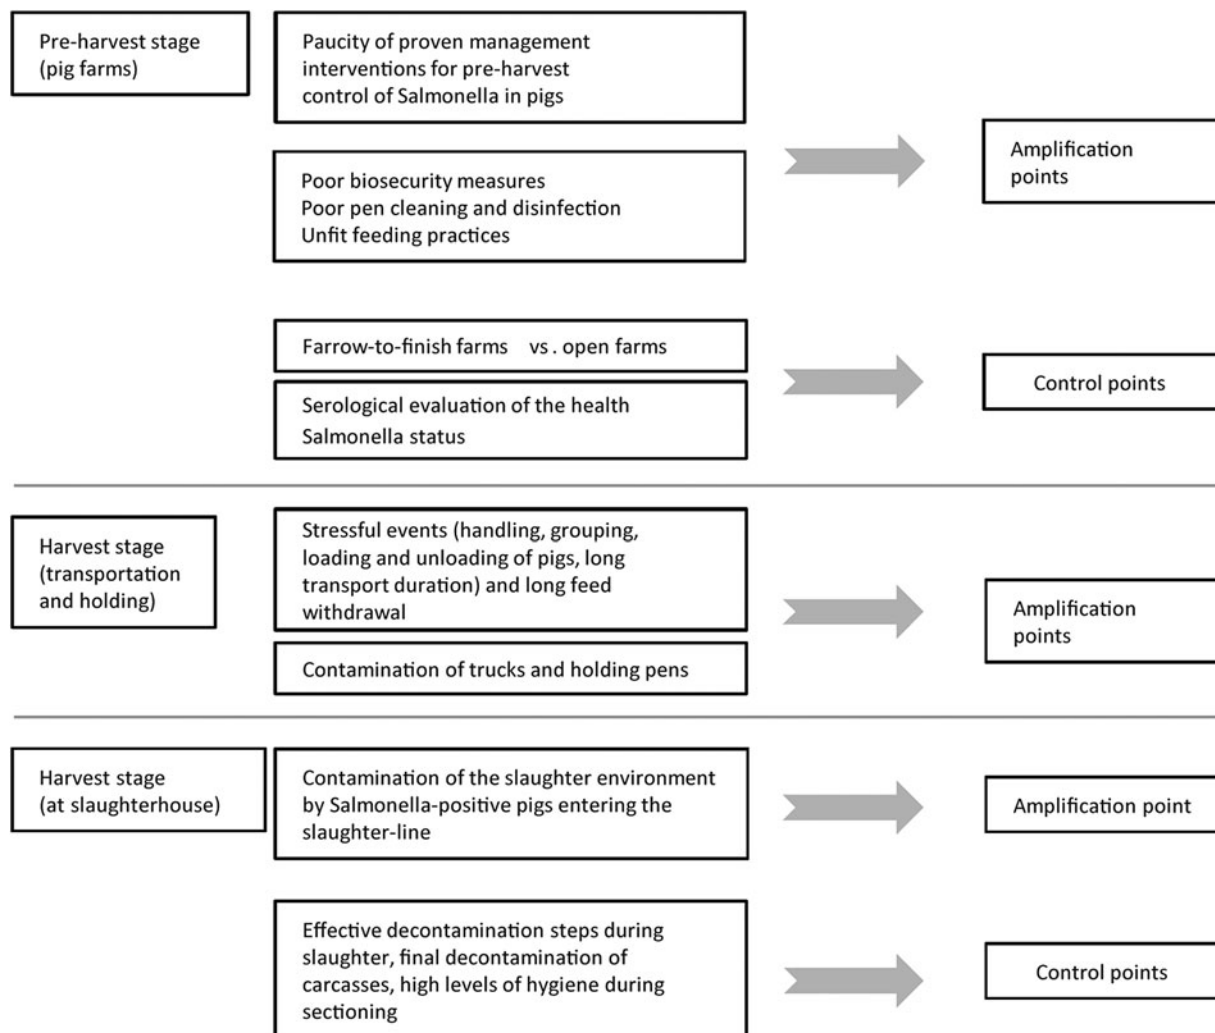 Pre-harvest stage
(pig farms)
Paucity of proven management
interventions for pre-harvest
control of Salmonella in pigs
Poor biosecurity measures
Poor pen cleaning and disinfection
Unfit feeding practices
Amplification
points
Farrow-to-finish farms vs . open farms
Serological evaluation of the health
Salmonella status
Control points
Harvest stage
(transportation
and holding)
Stressful events (handling, grouping,
loading and unloading of pigs, long
transport duration) and long feed
withdrawal
Contamination of trucks and holding pens
Amplification
points
Harvest stage
(at slaughterhouse)
Contamination of the slaughter environment
by Salmonella-positive pigs entering the
slaughter-line
Amplification point
Effective decontamination steps during
slaughter, final decontamination of
carcasses, high levels of hygiene during
sectioning
Control points